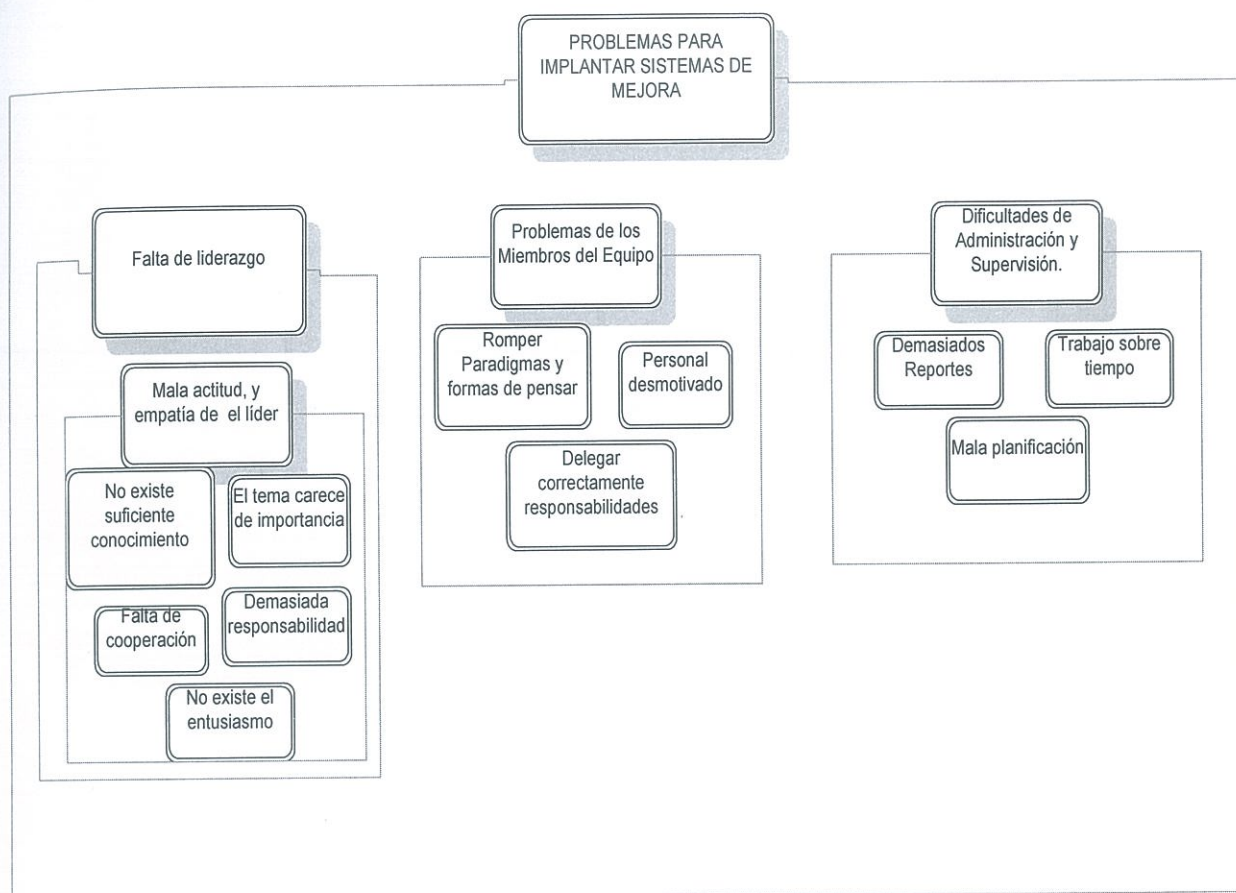 PROBLEMAS PARA
IMPLANTAR SISTEMAS DE
MEJORA
Falta de liderazgo
Mala actitud, y
empatía de el líder
No existe
suficiente
conocimiento
El tema carece
de importancia
Falta de
cooperación
Demasiada
responsabilidad
No existe el
entusiasmo
Problemas de los
Miembros del Equipo
Romper
Paradigmas y
formas de pensar
Personal
desmotivado
Delegar
correctamente
responsabilidades
Dificultades de
Administración y
Supervisión.
Demasiados
Reportes
Trabajo sobre
tiempo
Mala planificación